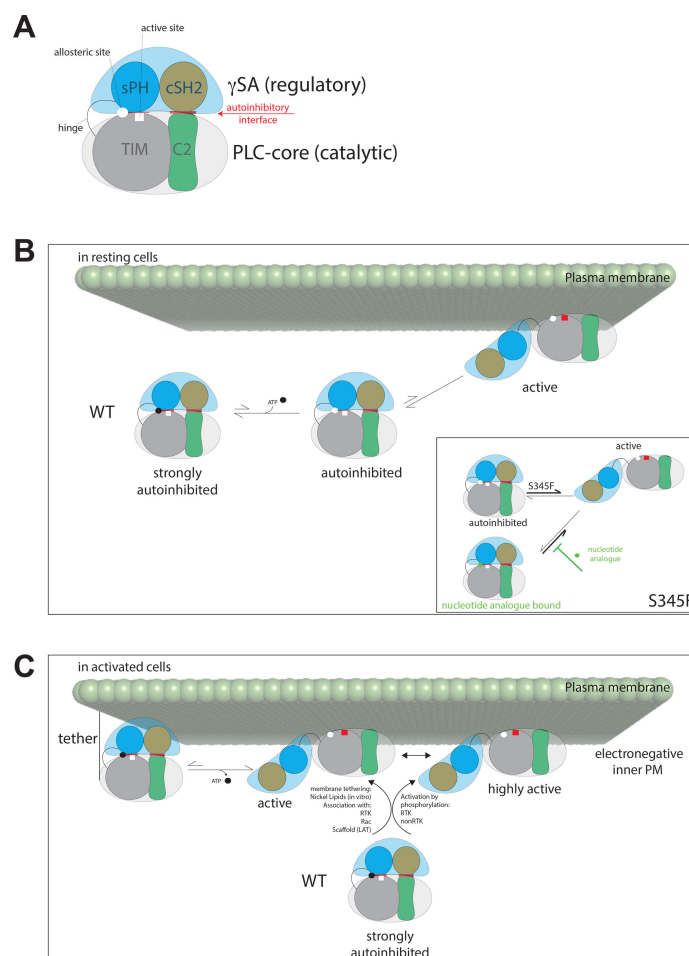 A
active site
allosteric site
sPH
cSH2
γSA (regulatory)
autoinhibitory
interface
hinge
TIM
C2
PLC-core (catalytic)
B
in resting cells
Plasma membrane
active
WT
ATP
strongly
autoinhibited
autoinhibited
active
S345F
autoinhibited
nucleotide
analogue
nucleotide analogue bound
S345F
C
in activated cells
Plasma membrane
tether
electronegative
inner PM
ATP
active
highly active
membrane tethering:
Nickel Lipids (in vitro)
Association with:
RTK
Rac
Scaffold (LAT)
Activation by
phosphorylation:
RTK
nonRTK
WT
strongly
autoinhibited